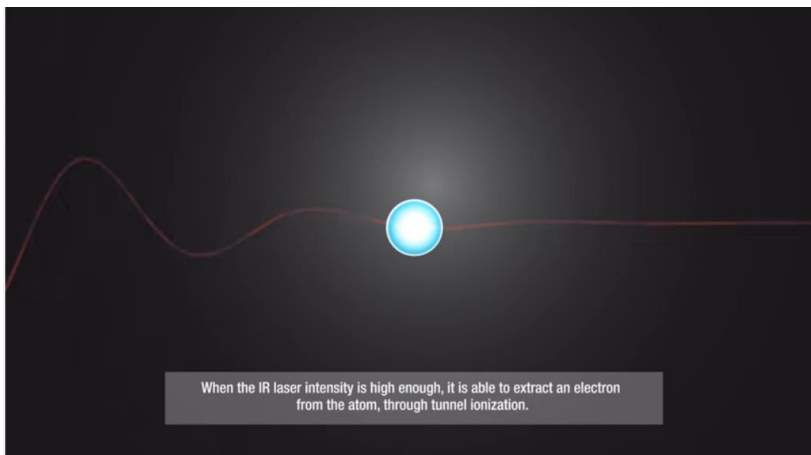 When the IR laser intensity is high enough, it is able to extract an electron
from the atom, through tunnel ionization.